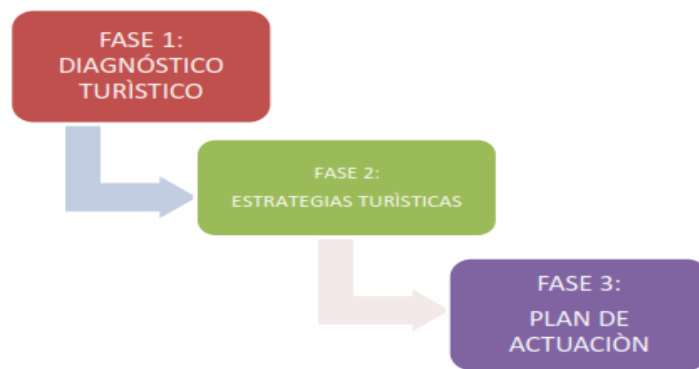 FASE 1:
DIAGNÓSTICO
TURÌSTICO
FASE 2:
ESTRATEGIAS TURÌSTICAS
FASE 3:
PLAN DE
ACTUACIÒN